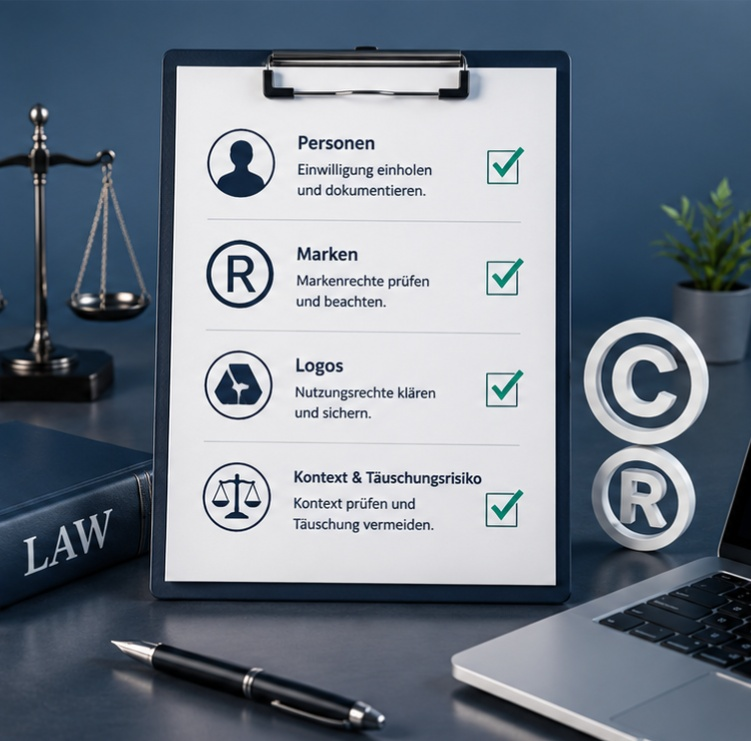 Personen
Einwilligung einholen
und dokumentieren.
R
Marken
Markenrechte prüfen
und beachten.
Logos
Nutzungsrechte klären
und sichern.
Kontext & Täuschungsrisiko
Kontext prüfen und
Täuschung vermeiden.
LAW
C
R